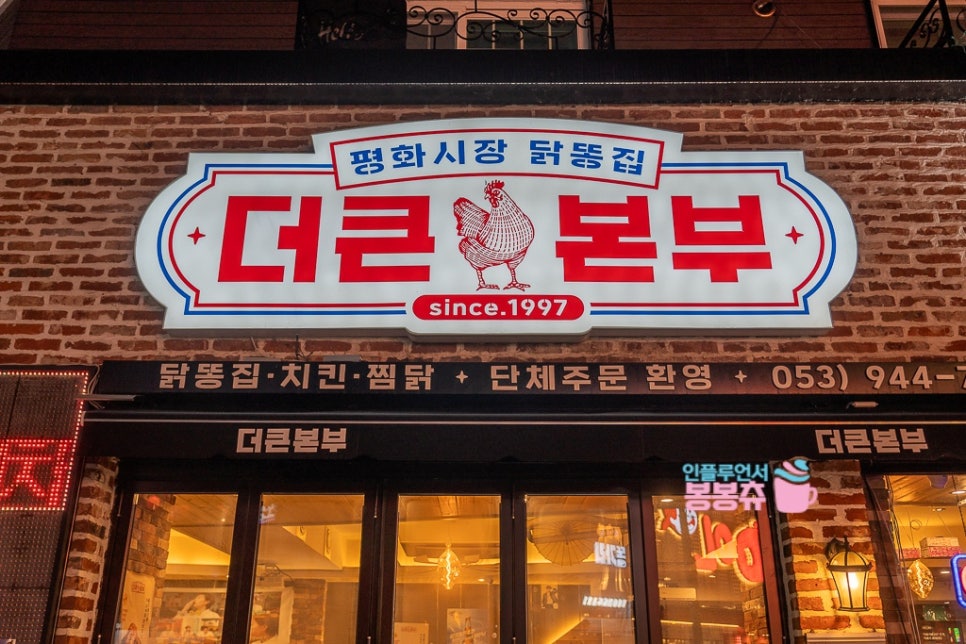 평화시장 닭똥집
더큰 본부
since.1997
닭똥집·치킨·찜닭 + 단체주문 환영 + 053) 944-7
더큰본부 더큰본부
인플루언서
봉봉츄